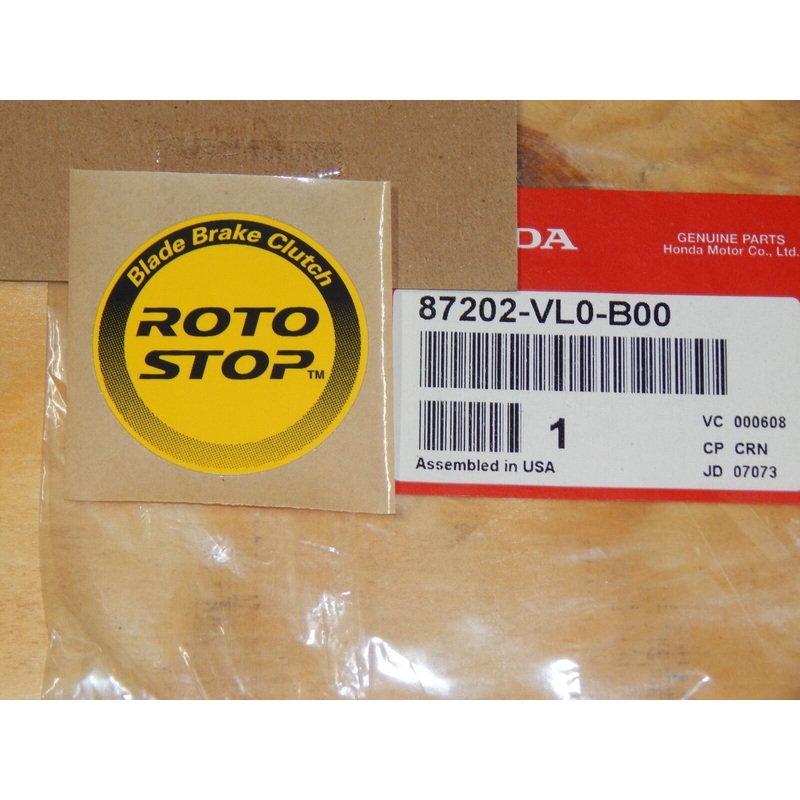 Blade Brake Clutch
ROTO
STOP™
DA
GENUINE PARTS
Honda Motor Co., Ltd.
87202-VL0-B00
1
Assembled in USA
VC 000608
CP CRN
JD 07073